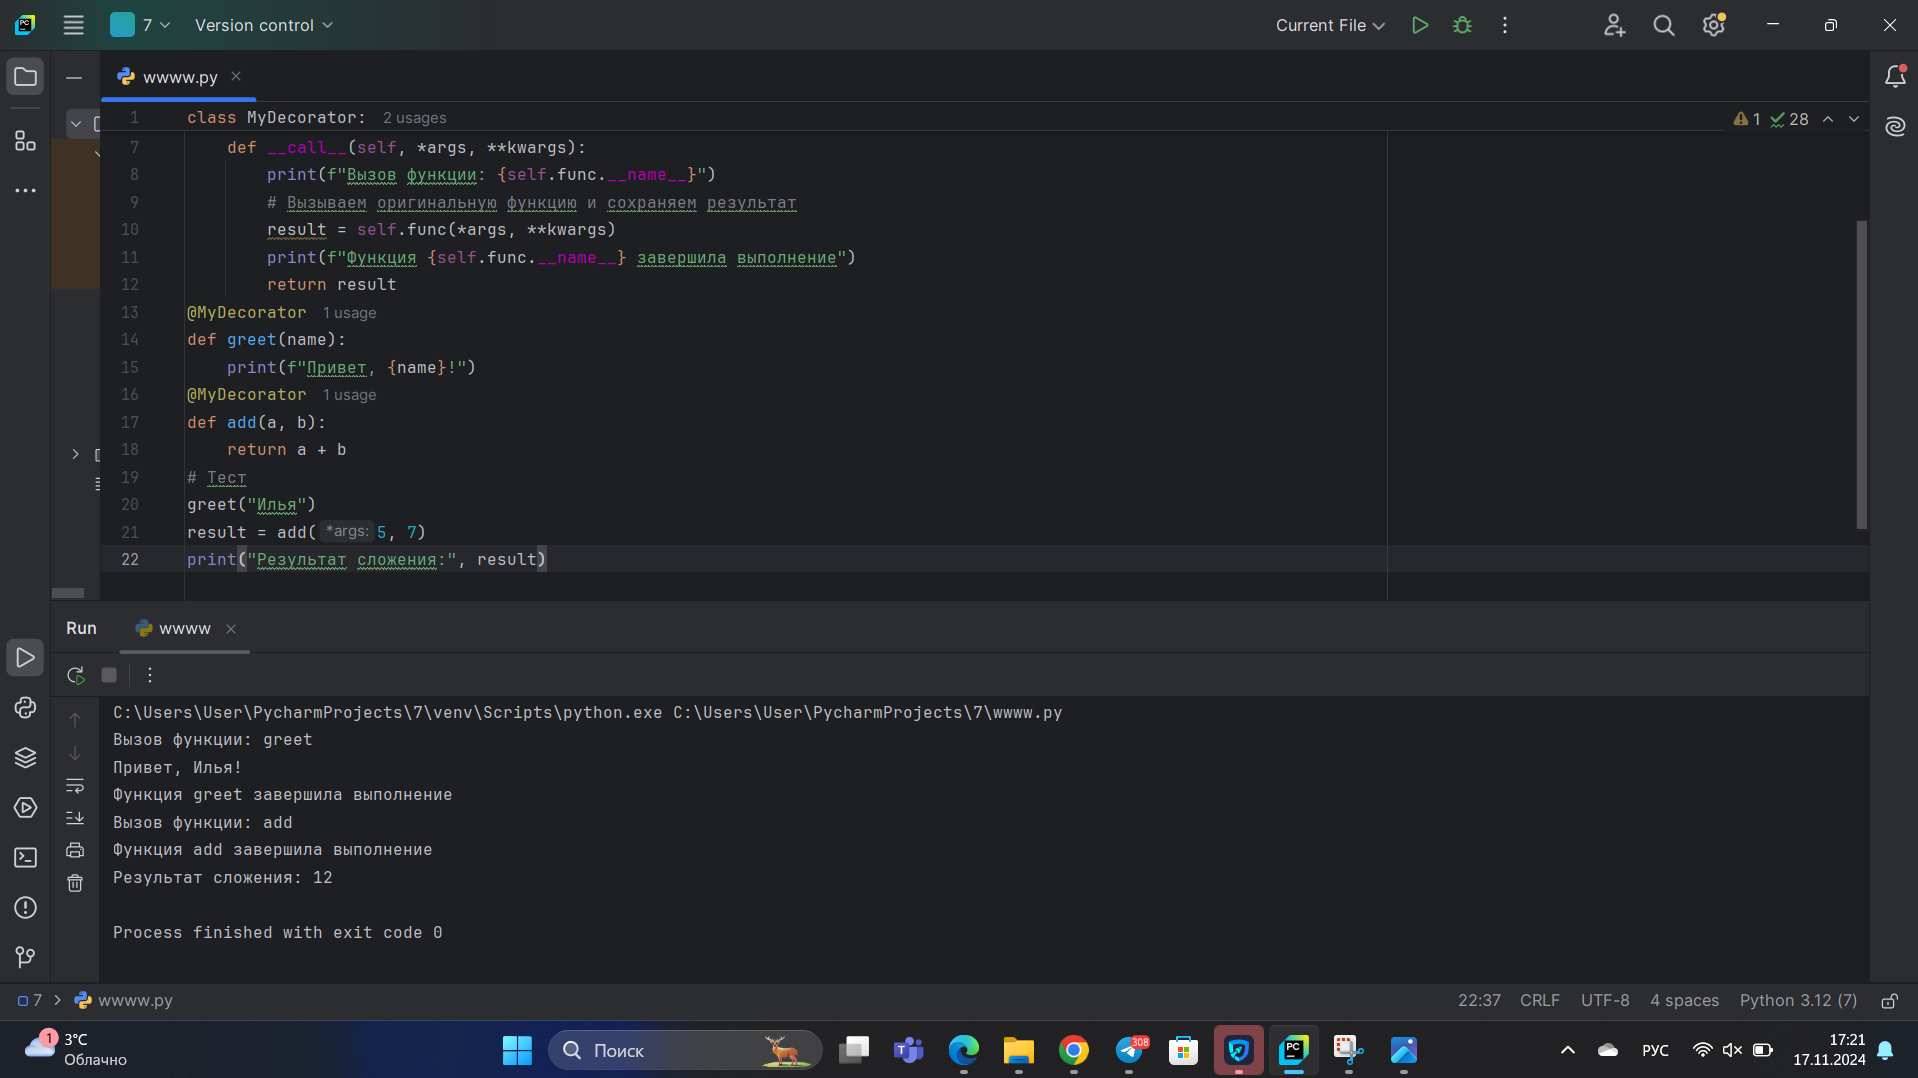 7 Version control Current File
wwww.py
1 class MyDecorator: 2 usages 1 28
7 def __call__(self, *args, **kwargs):
8 print(f"Вызов функции: {self.func.__name__}")
9 # Вызываем оригинальную функцию и сохраняем результат
10 result = self.func(*args, **kwargs)
11 print(f"Функция {self.func.__name__} завершила выполнение")
12 return result
13 @MyDecorator 1 usage
14 def greet(name):
15 print(f"Привет, {name}!")
16 @MyDecorator 1 usage
17 def add(a, b):
18 return a + b
19 # Тест
20 greet("Илья")
21 result = add( *args: 5, 7)
22 print("Результат сложения:", result)
Run wwww
C:\Users\User\PycharmProjects\7\venv\Scripts\python.exe C:\Users\User\PycharmProjects\7\wwww.py
Вызов функции: greet
Привет, Илья!
Функция greet завершила выполнение
Вызов функции: add
Функция add завершила выполнение
Результат сложения: 12
Process finished with exit code 0
7 > wwww.py 22:37 CRLF UTF-8 4 spaces Python 3.12 (7)
1 3°C
Облачно
Поиск
308
РУС
17:21
17.11.2024